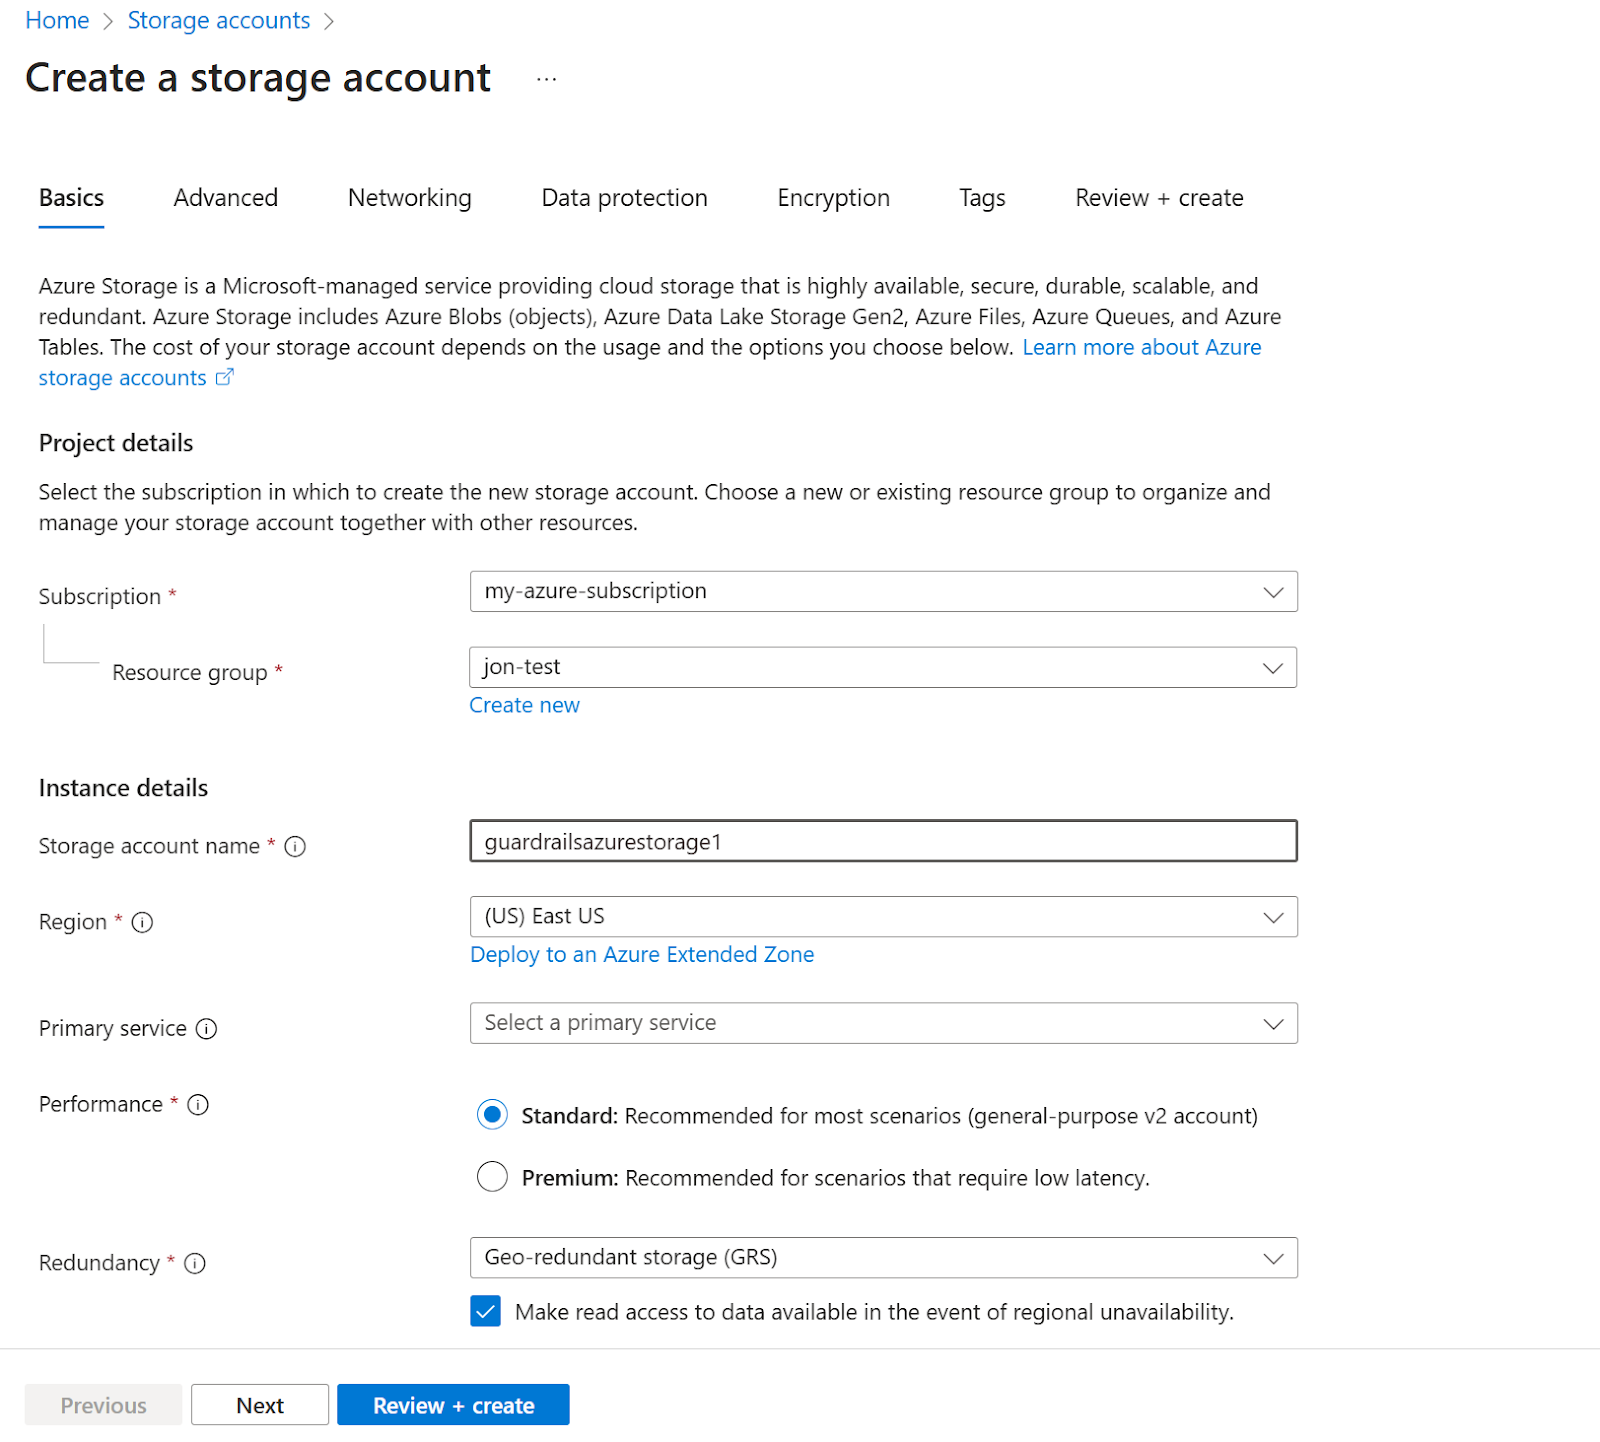 Home > Storage accounts >
Create a storage account ...
Basics Advanced Networking Data protection Encryption Tags Review + create
Azure Storage is a Microsoft-managed service providing cloud storage that is highly available, secure, durable, scalable, and
redundant. Azure Storage includes Azure Blobs (objects), Azure Data Lake Storage Gen2, Azure Files, Azure Queues, and Azure
Tables. The cost of your storage account depends on the usage and the options you choose below. Learn more about Azure
storage accounts
Project details
Select the subscription in which to create the new storage account. Choose a new or existing resource group to organize and
manage your storage account together with other resources.
Subscription * my-azure-subscription
Resource group * jon-test
Create new
Instance details
Storage account name * guardrailsazurestorage1
Region * (US) East US
Deploy to an Azure Extended Zone
Primary service Select a primary service
Performance * Standard: Recommended for most scenarios (general-purpose v2 account)
Premium: Recommended for scenarios that require low latency.
Redundancy * Geo-redundant storage (GRS)
Make read access to data available in the event of regional unavailability.
Previous Next Review + create